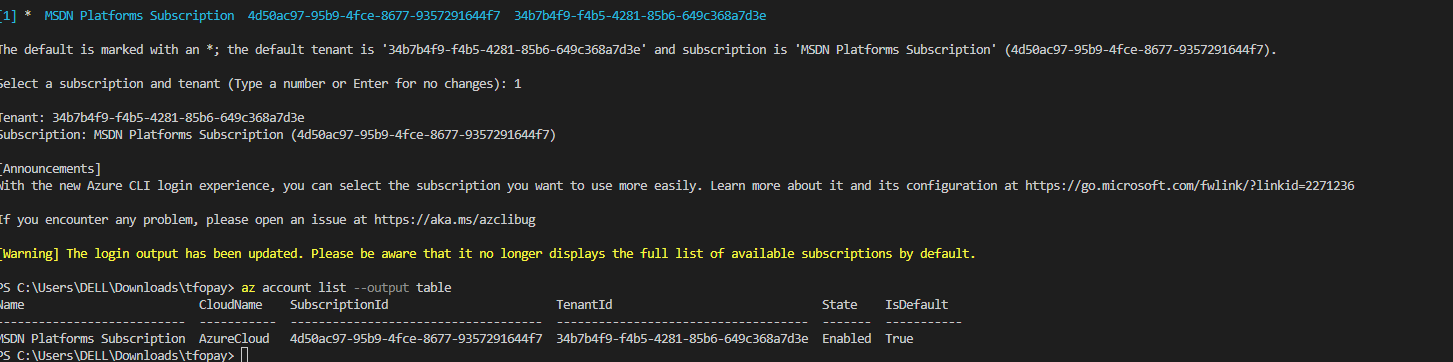 [1] *  MSDN Platforms Subscription  4d50ac97-95b9-4fce-8677-9357291644f7  34b7b4f9-f4b5-4281-85b6-649c368a7d3e
The default is marked with an *; the default tenant is '34b7b4f9-f4b5-4281-85b6-649c368a7d3e' and subscription is 'MSDN Platforms Subscription' (4d50ac97-95b9-4fce-8677-9357291644f7).
Select a subscription and tenant (Type a number or Enter for no changes): 1
Tenant: 34b7b4f9-f4b5-4281-85b6-649c368a7d3e
Subscription: MSDN Platforms Subscription (4d50ac97-95b9-4fce-8677-9357291644f7)
[Announcements]
With the new Azure CLI login experience, you can select the subscription you want to use more easily. Learn more about it and its configuration at https://go.microsoft.com/fwlink/?linkid=2271236
If you encounter any problem, please open an issue at https://aka.ms/azclibug
[Warning] The login output has been updated. Please be aware that it no longer displays the full list of available subscriptions by default.
PS C:\Users\DELL\Downloads\tfopay> az account list --output table
Name                         CloudName    SubscriptionId                        TenantId                              State    IsDefault
---------------------------  -----------  ------------------------------------  ------------------------------------  -------  -----------
MSDN Platforms Subscription  AzureCloud   4d50ac97-95b9-4fce-8677-9357291644f7  34b7b4f9-f4b5-4281-85b6-649c368a7d3e  Enabled  True
PS C:\Users\DELL\Downloads\tfopay>